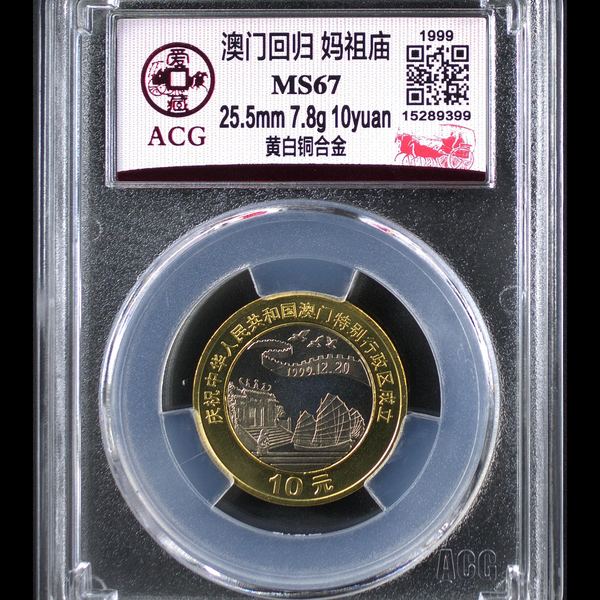 爱藏
ACG
澳门回归 妈祖庙
MS67
25.5mm 7.8g 10yuan
黄白铜合金
1999
15289399
庆祝中华人民共和国澳门特别行政区成立
1999.12.20
10元
ACG